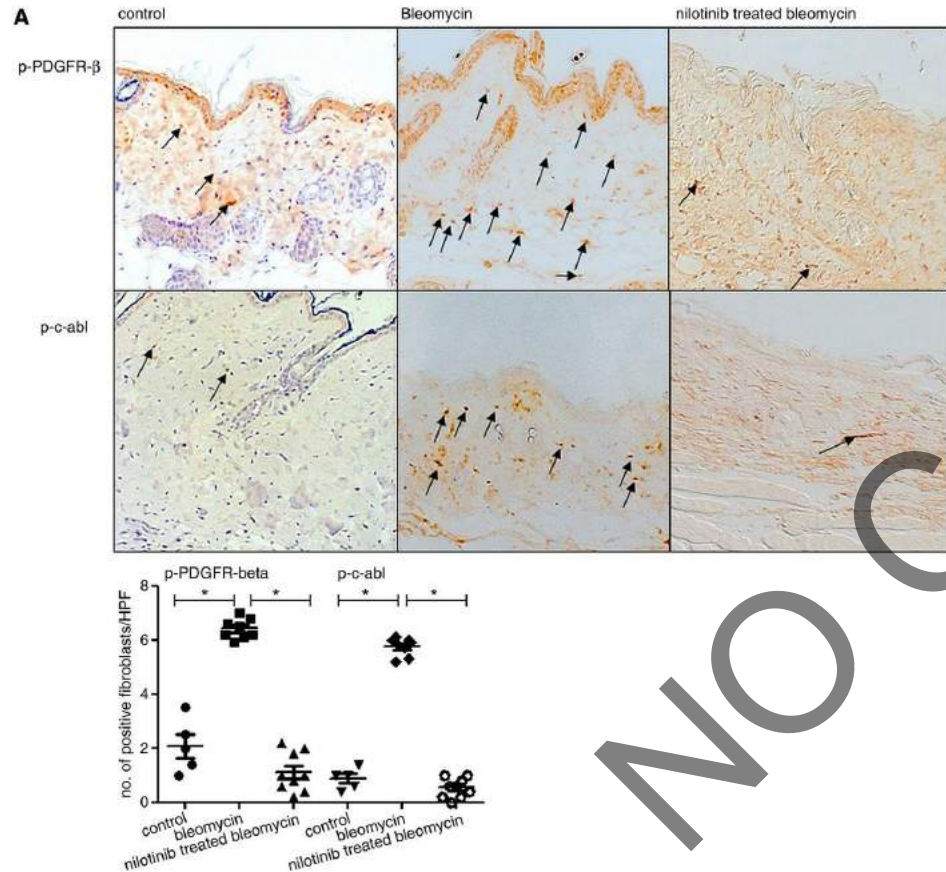 A
control
Bleomycin
nilotinib treated bleomycin
p-PDGFR-β
p-c-abl
p-PDGFR-beta
p-c-abl
* * * *
no. of positive fibroblasts/HPF
8
6
4
2
0
control
bleomycin
nilotinib treated bleomycin
control
bleomycin
nilotinib treated bleomycin
NO C